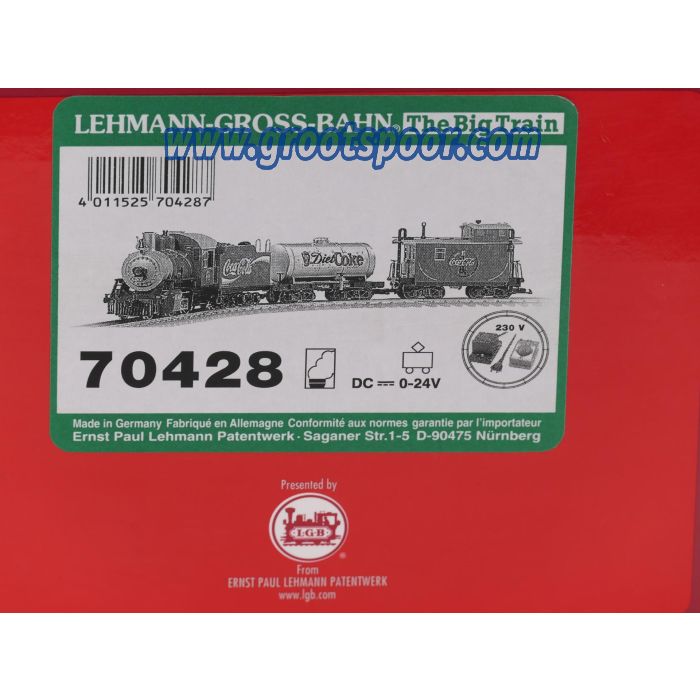 LEHMANN-GROSS-BAHN The Big Train
www.grootspoor.com
4 011525 704287
Coca-Cola
Diet Coke
Coca-Cola
230 V
70428
DC 0-24V
Made in Germany Fabriqué en Allemagne Conformité aux normes garantie par l'importateur
Ernst Paul Lehmann Patentwerk · Saganer Str.1-5 D-90475 Nürnberg
Presented by
L·G·B
®
From
ERNST PAUL LEHMANN PATENTWERK
www.lgb.com